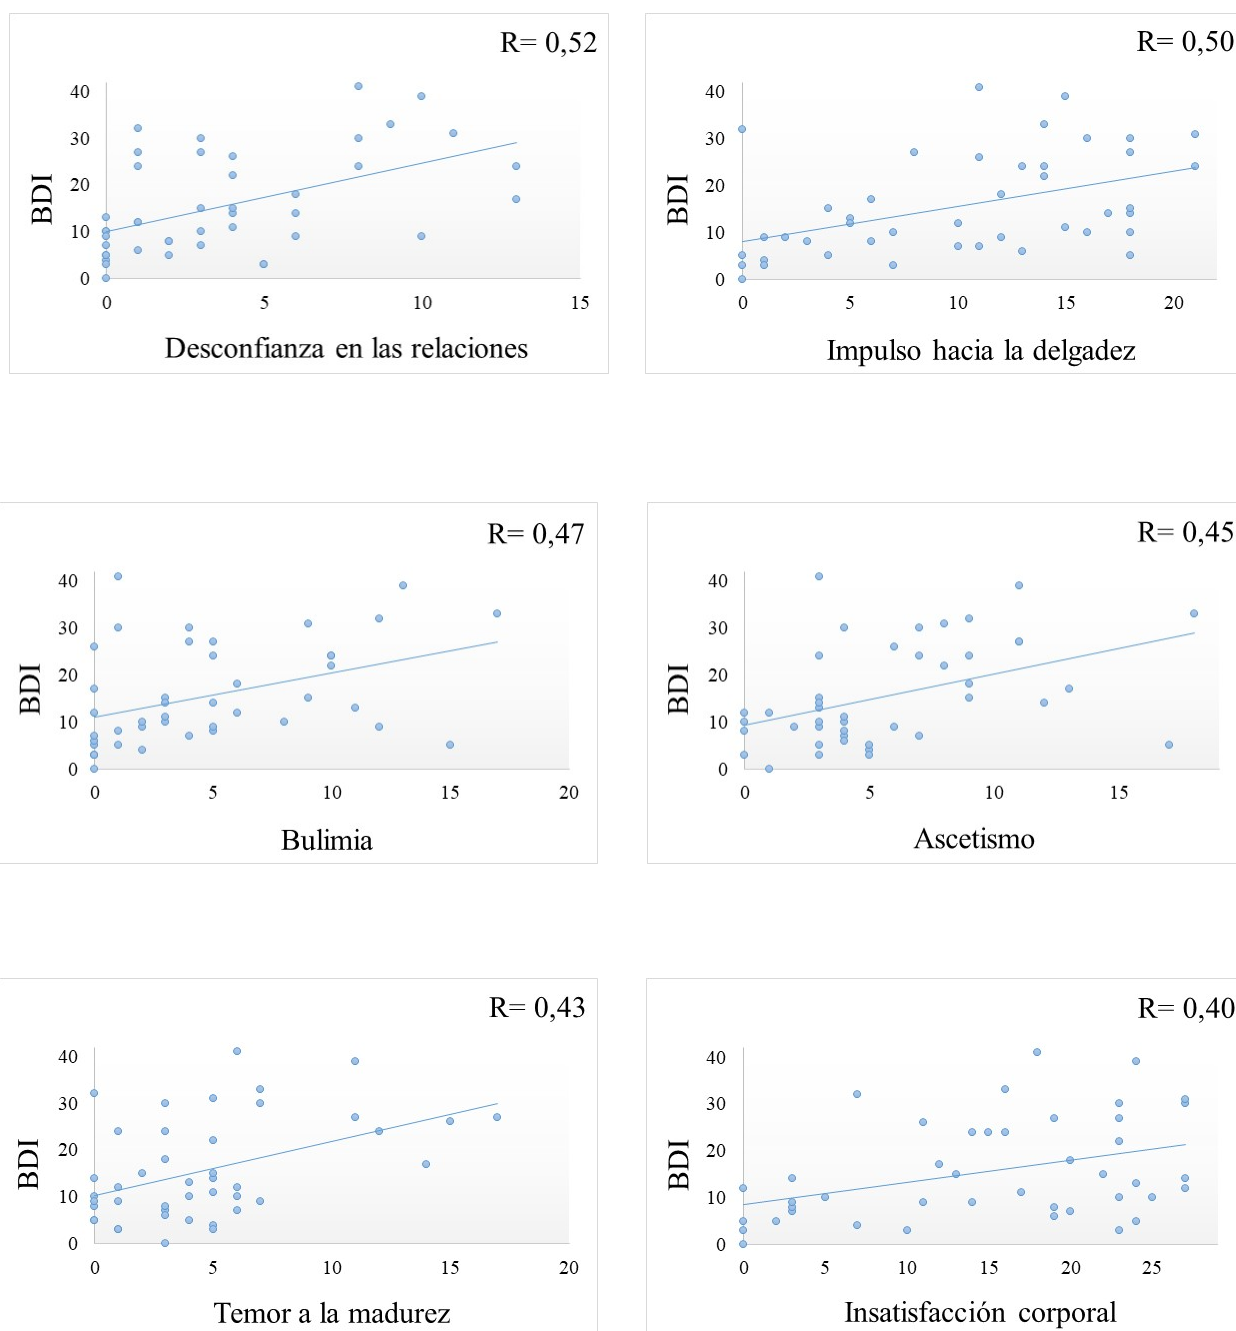 R= 0,52
40
30
20
10
0
BDI
0 5 10 15
Desconfianza en las relaciones
R= 0,50
40
30
20
10
0
BDI
0 5 10 15 20
Impulso hacia la delgadez
R= 0,47
40
30
20
10
0
BDI
0 5 10 15 20
Bulimia
R= 0,45
40
30
20
10
0
BDI
0 5 10 15
Ascetismo
R= 0,43
40
30
20
10
0
BDI
0 5 10 15 20
Temor a la madurez
R= 0,40
40
30
20
10
0
BDI
0 5 10 15 20 25
Insatisfacción corporal